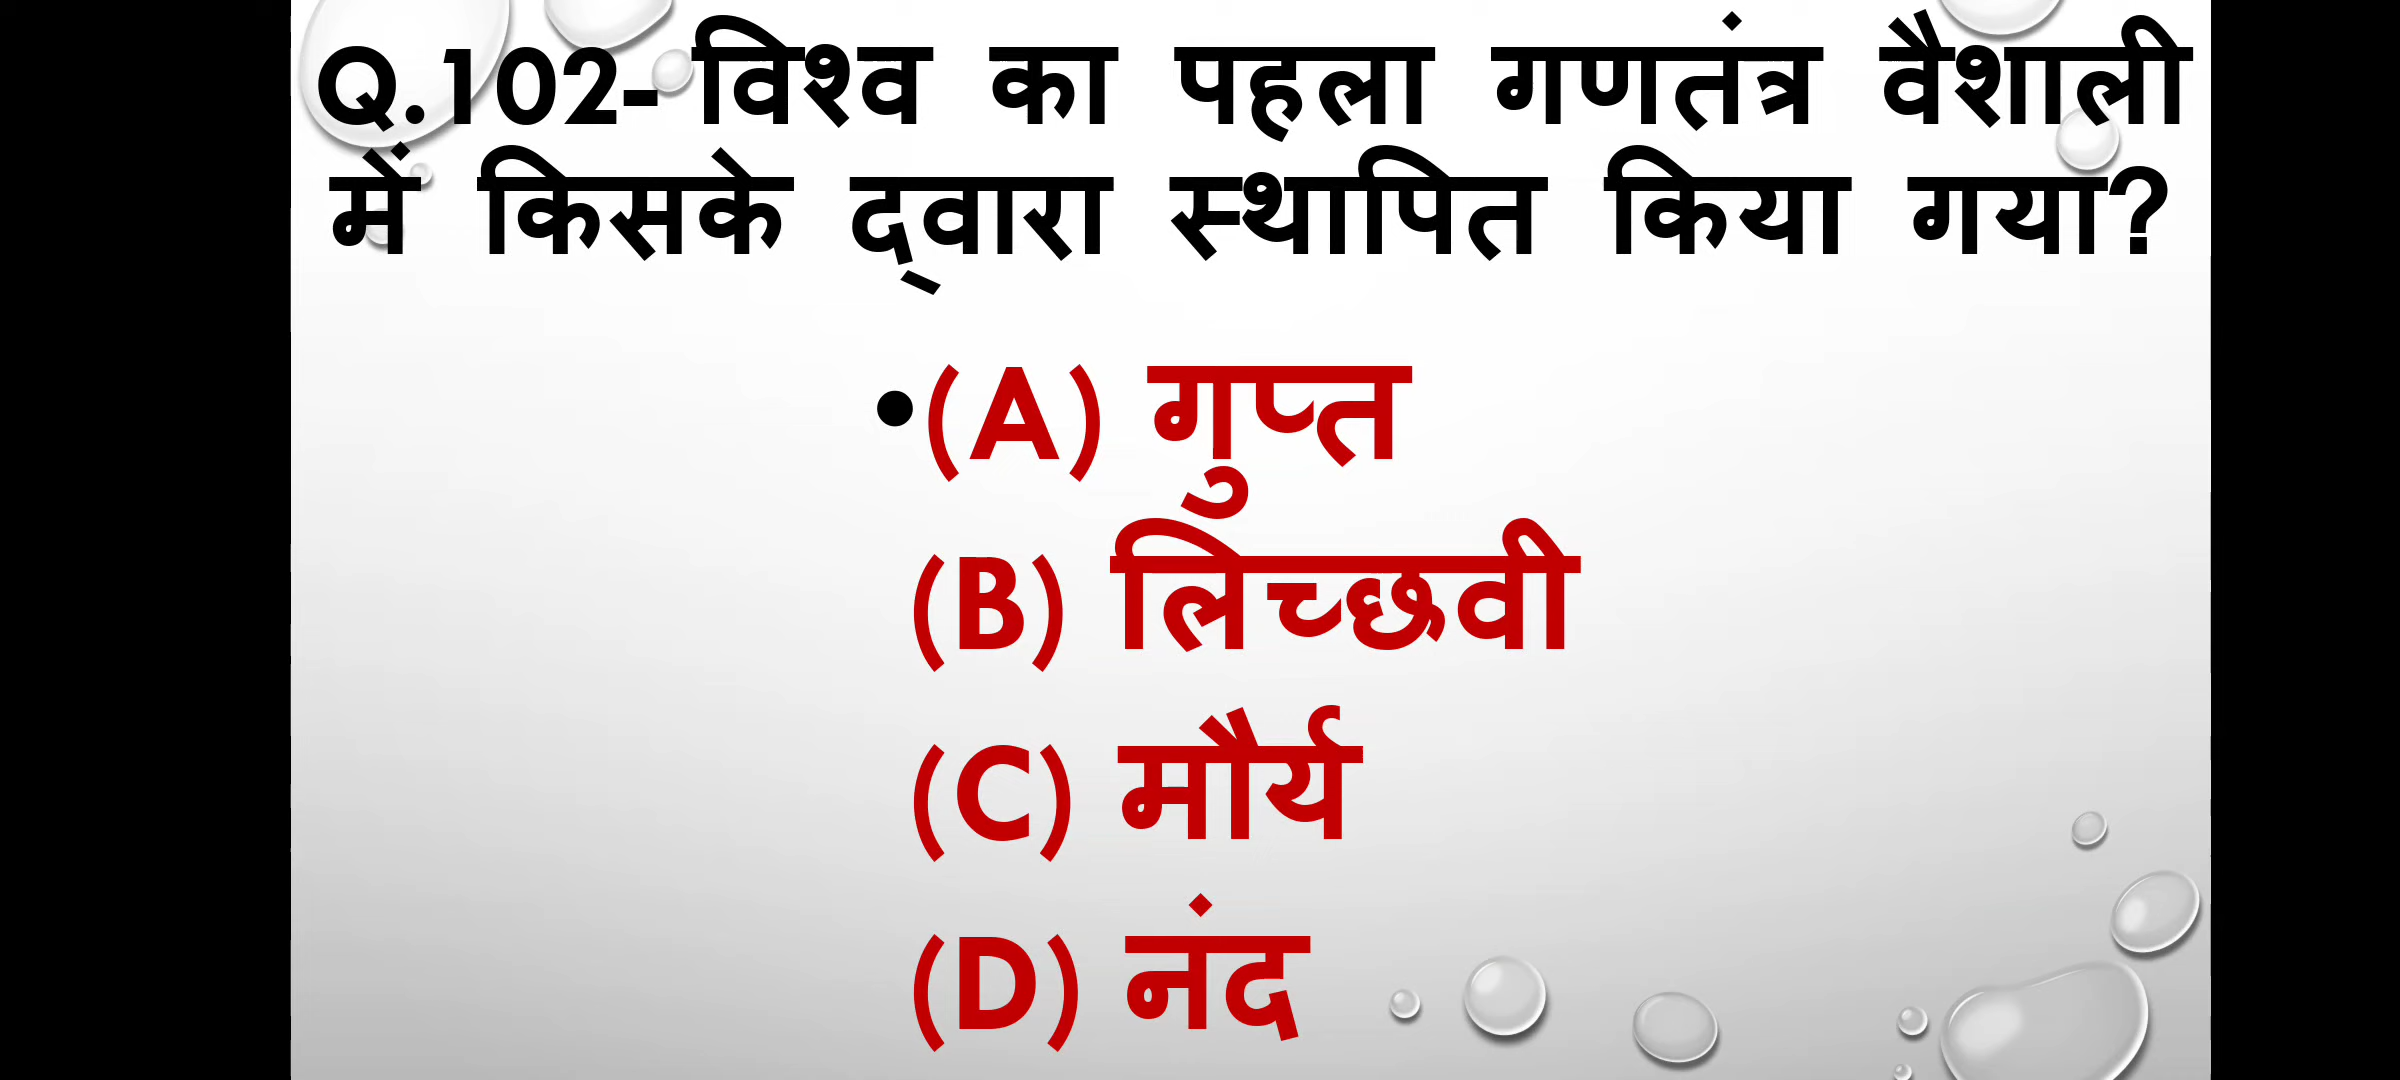 Q.102- विश्व का पहला गणतंत्र वैशाली
में किसके द्‌वारा स्थापित किया गया?
•(A) गुप्त
(B) लिच्छवी
(C) मौर्य
(D) नंद